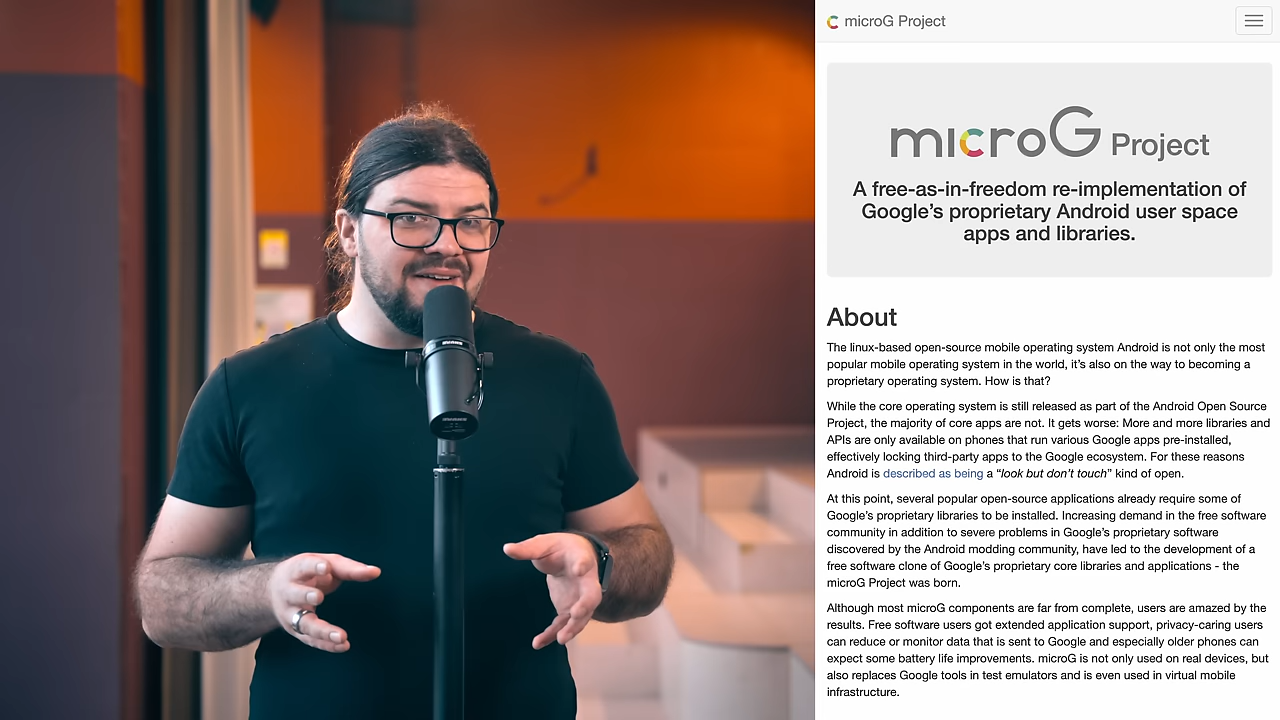 microG Project
microG Project
A free-as-in-freedom re-implementation of
Google’s proprietary Android user space
apps and libraries.
About
The linux-based open-source mobile operating system Android is not only the most
popular mobile operating system in the world, it’s also on the way to becoming a
proprietary operating system. How is that?
While the core operating system is still released as part of the Android Open Source
Project, the majority of core apps are not. It gets worse: More and more libraries and
APIs are only available on phones that run various Google apps pre-installed,
effectively locking third-party apps to the Google ecosystem. For these reasons
Android is described as being a “look but don’t touch” kind of open.
At this point, several popular open-source applications already require some of
Google’s proprietary libraries to be installed. Increasing demand in the free software
community in addition to severe problems in Google’s proprietary software
discovered by the Android modding community, have led to the development of a
free software clone of Google’s proprietary core libraries and applications - the
microG Project was born.
Although most microG components are far from complete, users are amazed by the
results. Free software users got extended application support, privacy-caring users
can reduce or monitor data that is sent to Google and especially older phones can
expect some battery life improvements. microG is not only used on real devices, but
also replaces Google tools in test emulators and is even used in virtual mobile
infrastructure.